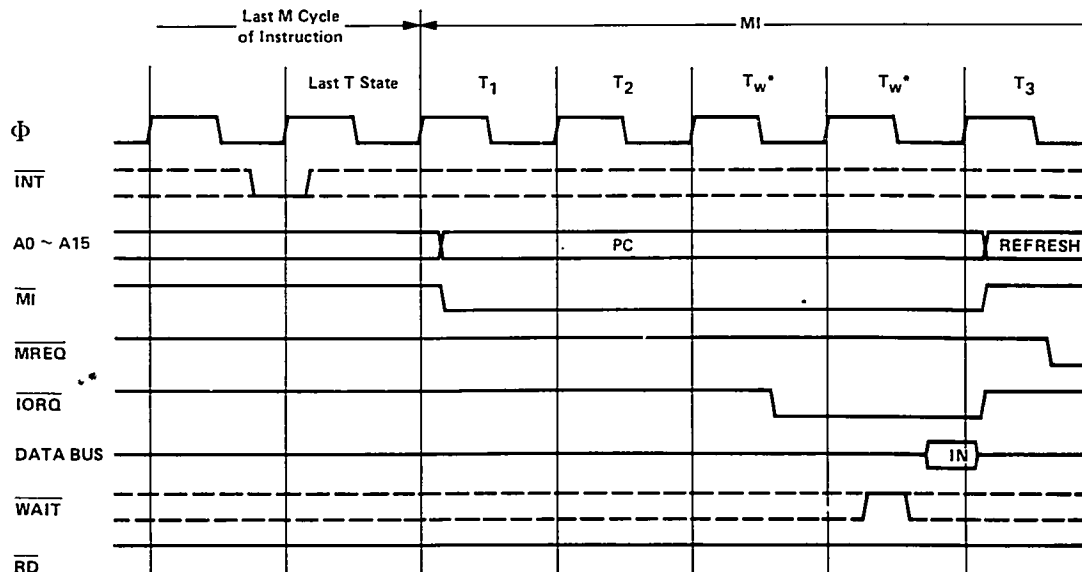 Last M Cycle
of Instruction
MI
Last T State
T1
T2
Tw*
Tw*
T3
Φ
INT
A0 ~ A15
PC
REFRESH
MI
MREQ
IORQ
DATA BUS
IN
WAIT
RD